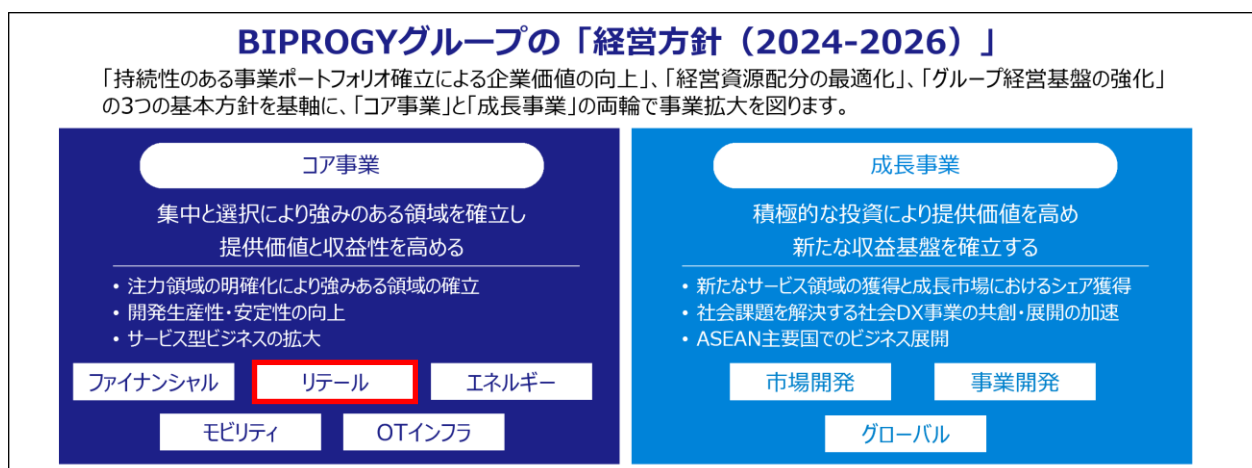 BIPROGYグループの「経営方針（2024-2026）」
「持続性のある事業ポートフォリオ確立による企業価値の向上」、「経営資源配分の最適化」、「グループ経営基盤の強化」
の3つの基本方針を基軸に、「コア事業」と「成長事業」の両輪で事業拡大を図ります。
コア事業
集中と選択により強みのある領域を確立し
提供価値と収益性を高める
• 注力領域の明確化により強みある領域の確立
• 開発生産性・安定性の向上
• サービス型ビジネスの拡大
ファイナンシャル
リテール
エネルギー
モビリティ
OTインフラ
成長事業
積極的な投資により提供価値を高め
新たな収益基盤を確立する
• 新たなサービス領域の獲得と成長市場におけるシェア獲得
• 社会課題を解決する社会DX事業の共創・展開の加速
• ASEAN主要国でのビジネス展開
市場開発
事業開発
グローバル